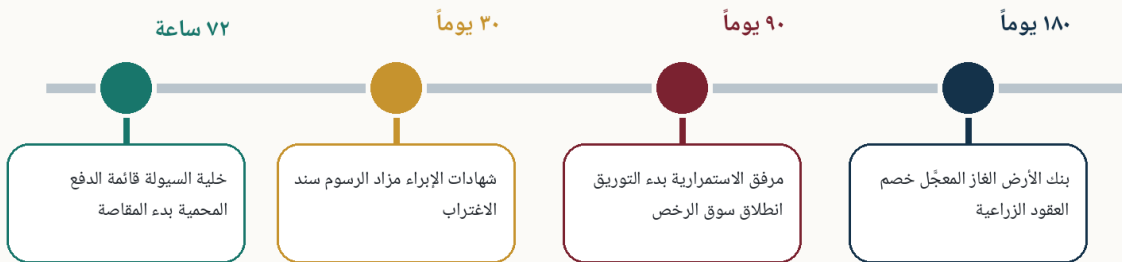 ٧٢ ساعة
خلية السيولة قائمة الدفع
المحمية بدء المقاصة
٣٠ يوماً
شهادات الإبراء مزاد الرسوم سند
الاغتراب
٩٠ يوماً
مرفق الاستمرارية بدء التوريق
انطلاق سوق الرخص
١٨٠ يوماً
بنك الأرض الغاز المعجَّل خصم
العقود الزراعية